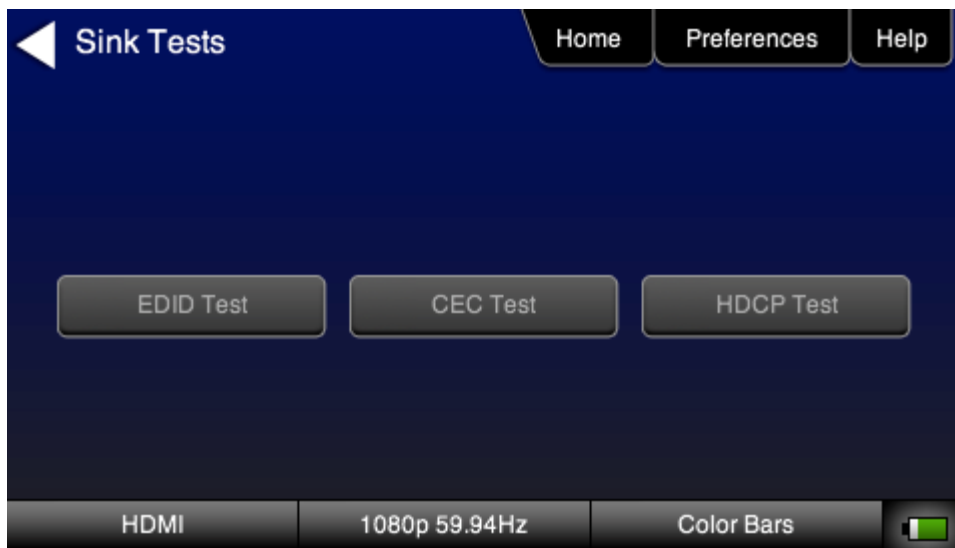 Sink Tests
Home
Preferences
Help
EDID Test
CEC Test
HDCP Test
HDMI
1080p 59.94Hz
Color Bars